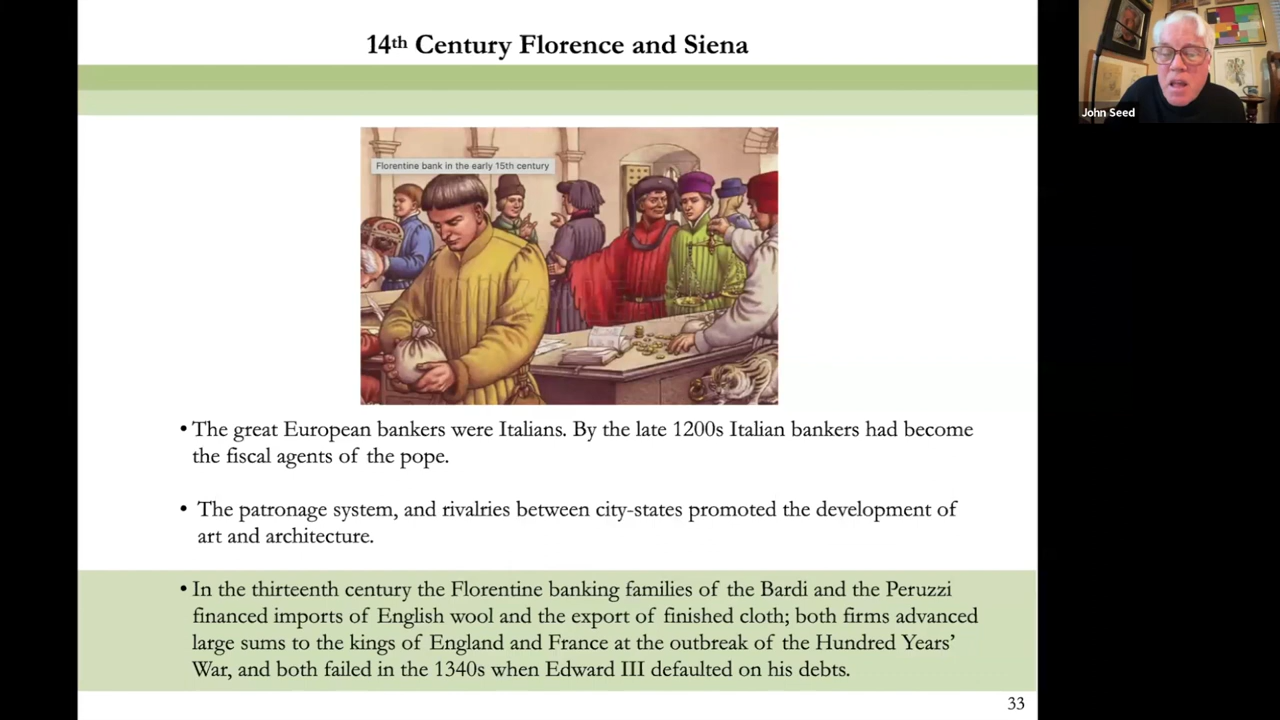 14th Century Florence and Siena
John Seed
Florentine bank in the early 15th century
• The great European bankers were Italians. By the late 1200s Italian bankers had become
the fiscal agents of the pope.
• The patronage system, and rivalries between city-states promoted the development of
art and architecture.
• In the thirteenth century the Florentine banking families of the Bardi and the Peruzzi
financed imports of English wool and the export of finished cloth; both firms advanced
large sums to the kings of England and France at the outbreak of the Hundred Years’
War, and both failed in the 1340s when Edward III defaulted on his debts.
33